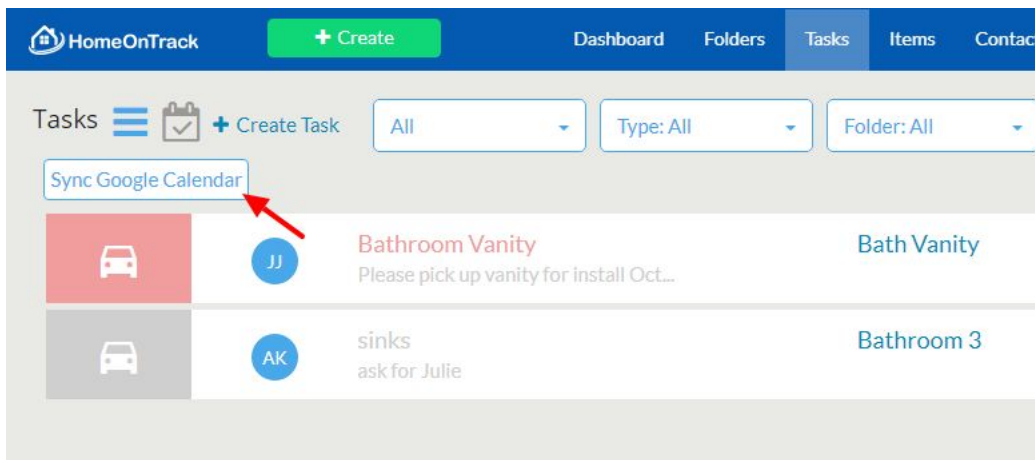 HomeOnTrack + Create Dashboard Folders Tasks Items Contac
Tasks + Create Task All Type: All Folder: All
Sync Google Calendar
JJ Bathroom Vanity Bath Vanity
Please pick up vanity for install Oct...
AK sinks Bathroom 3
ask for Julie